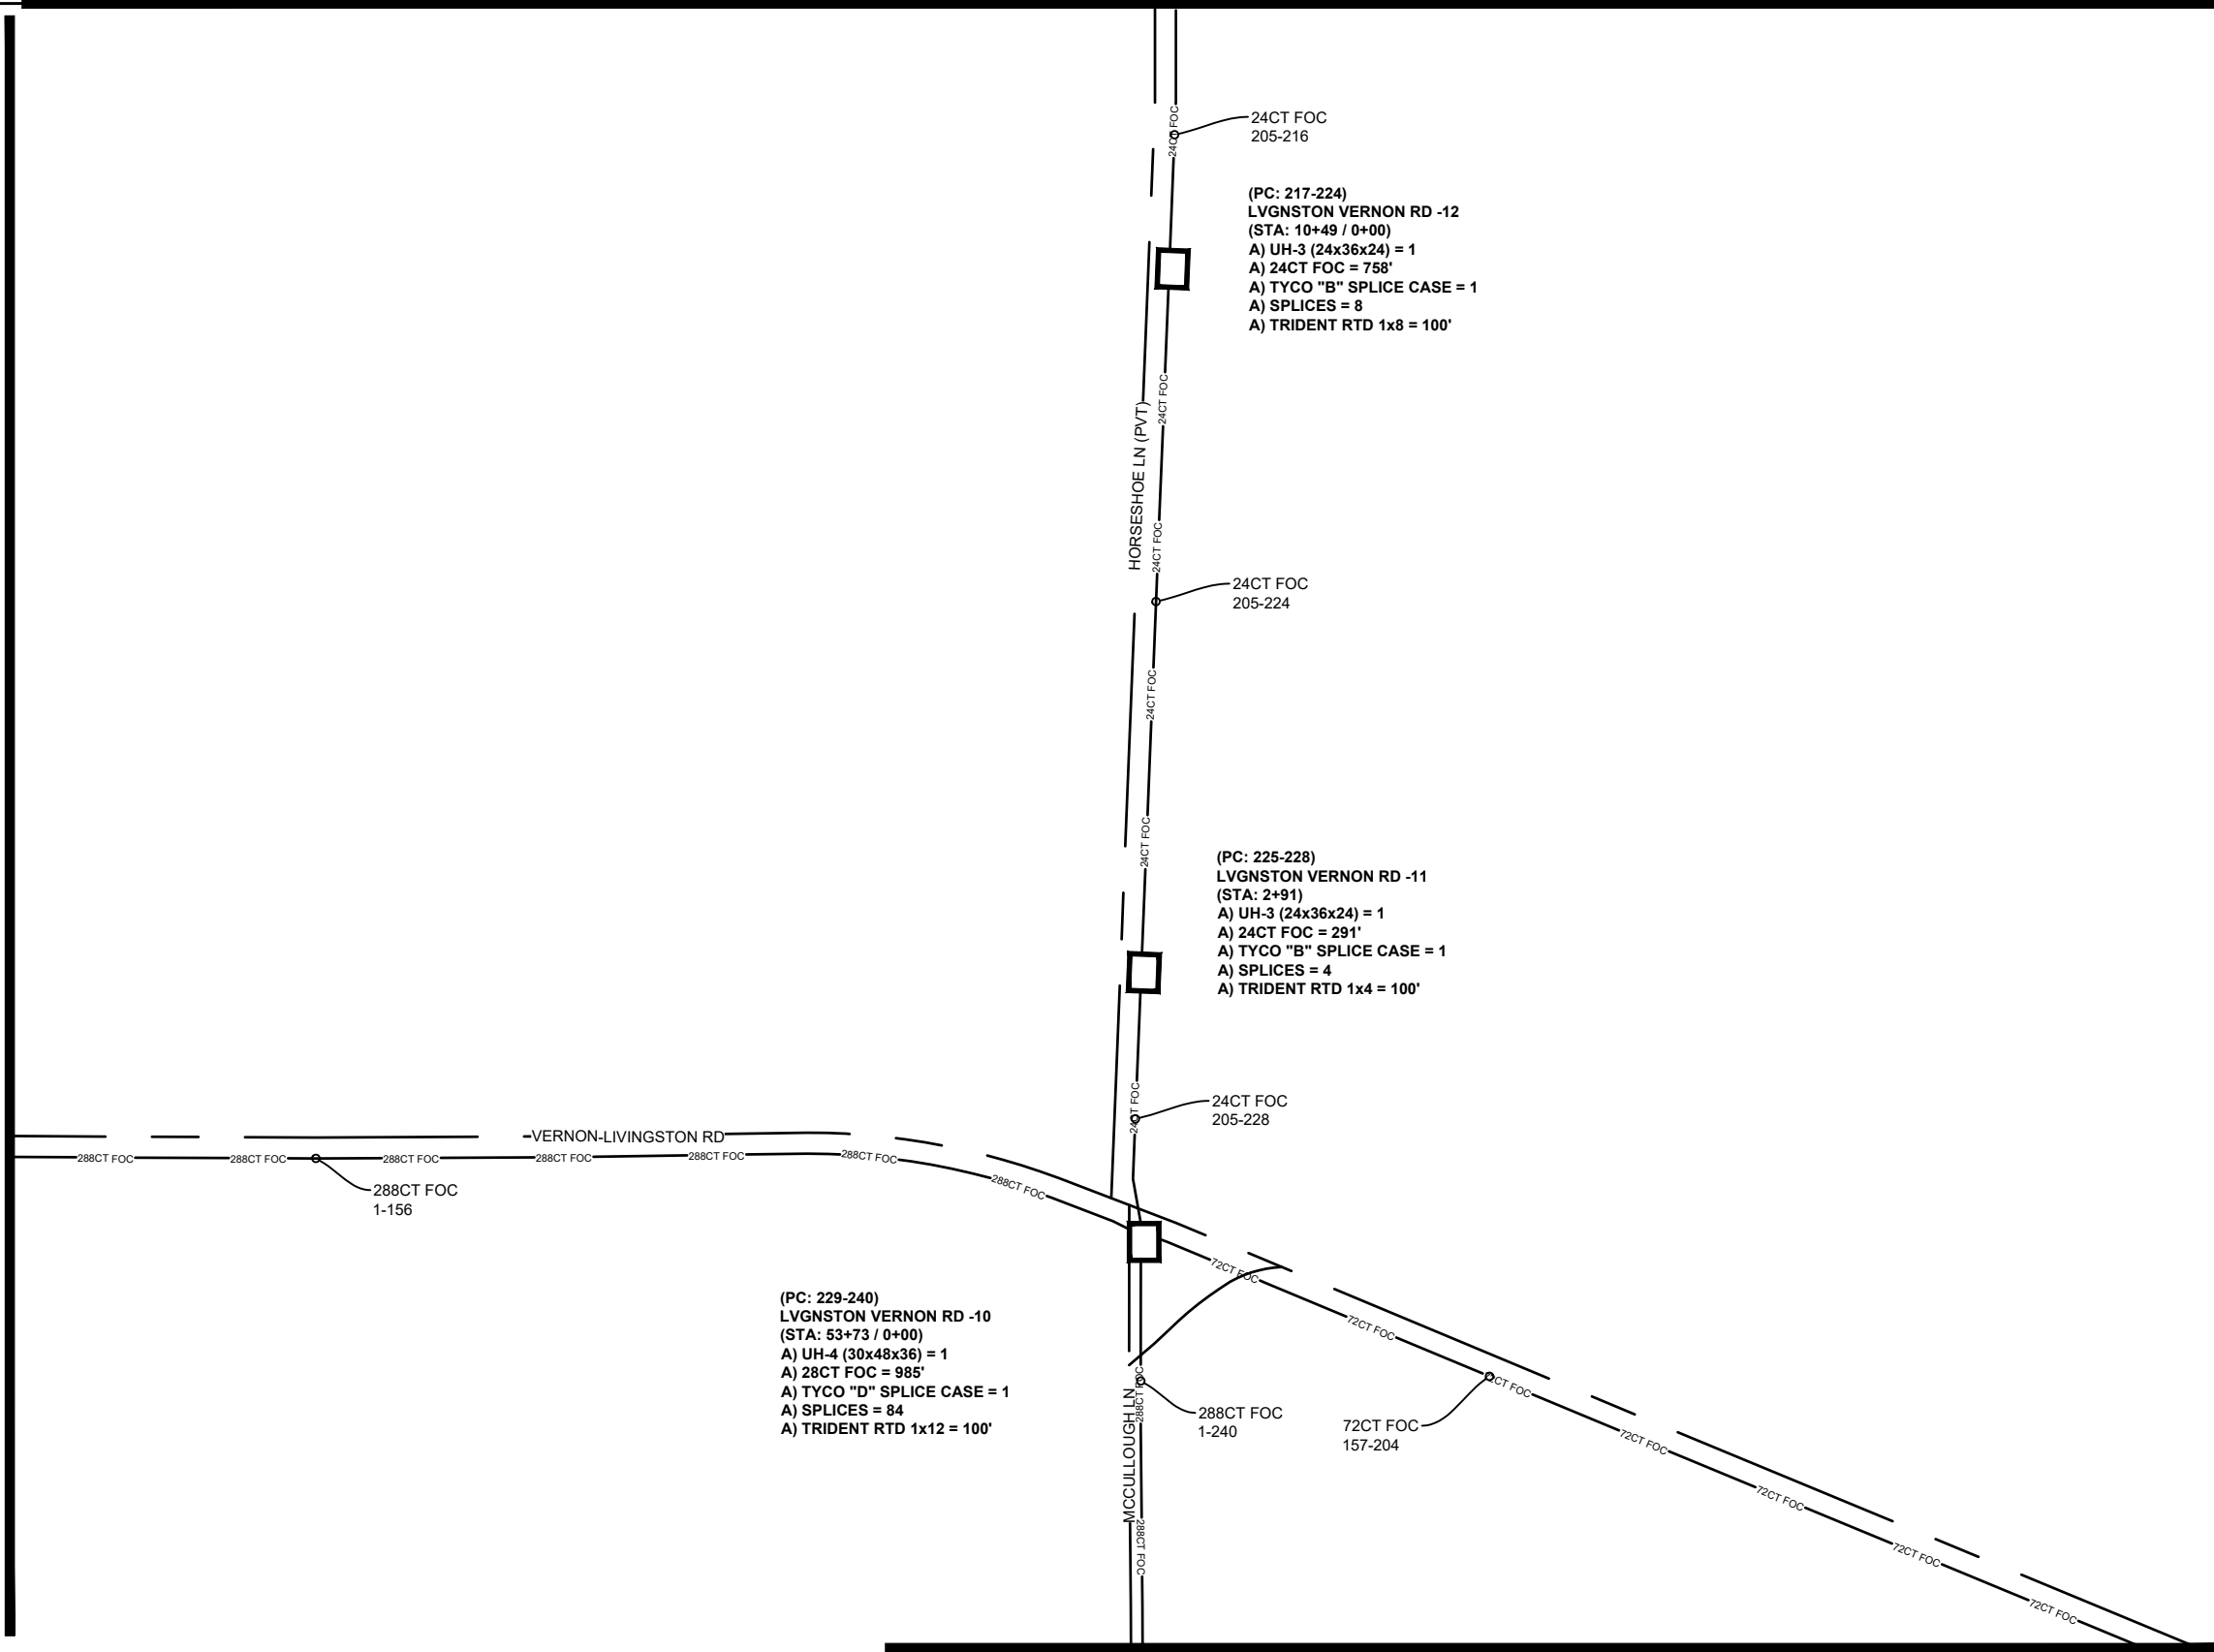 24CT FOC
24CT FOC
205-216
(PC: 217-224)
LVGNSTON VERNON RD -12
(STA: 10+49 / 0+00)
A) UH-3 (24x36x24) = 1
A) 24CT FOC = 758'
A) TYCO "B" SPLICE CASE = 1
A) SPLICES = 8
A) TRIDENT RTD 1x8 = 100'
24CT FOC
HORSESHOE LN (PVT)
24CT FOC
24CT FOC
205-224
24CT FOC
24CT FOC
(PC: 225-228)
LVGNSTON VERNON RD -11
(STA: 2+91)
A) UH-3 (24x36x24) = 1
A) 24CT FOC = 291'
A) TYCO "B" SPLICE CASE = 1
A) SPLICES = 4
A) TRIDENT RTD 1x4 = 100'
24CT FOC
24CT FOC
205-228
VERNON-LIVINGSTON RD
288CT FOC
288CT FOC
288CT FOC
288CT FOC
288CT FOC
288CT FOC
288CT FOC
288CT FOC
1-156
72CT FOC
(PC: 229-240)
LVGNSTON VERNON RD -10
(STA: 53+73 / 0+00)
A) UH-4 (30x48x36) = 1
A) 28CT FOC = 985'
A) TYCO "D" SPLICE CASE = 1
A) SPLICES = 84
A) TRIDENT RTD 1x12 = 100'
72CT FOC
288CT FOC
MCCULLOUGH LN
288CT FOC
1-240
72CT FOC
157-204
72CT FOC
72CT FOC
72CT FOC
288CT FOC
72CT FOC
72CT FOC